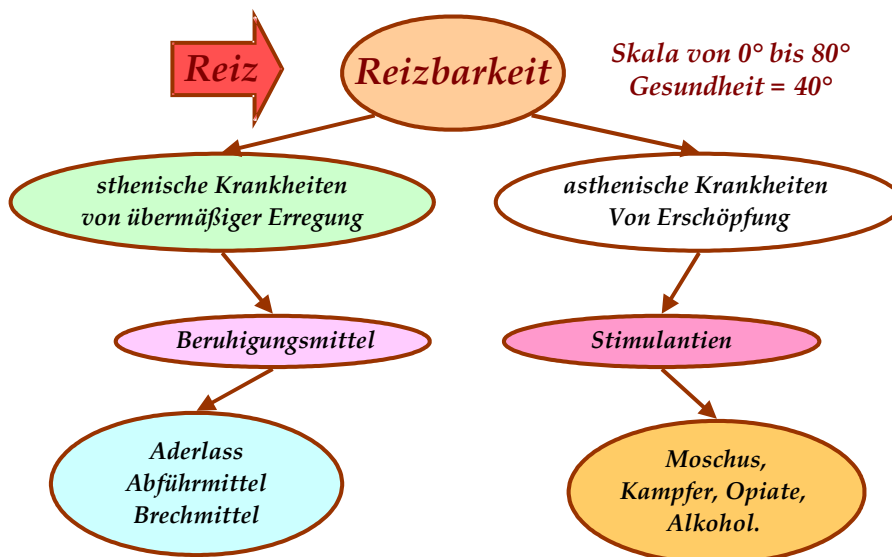 Reiz
Reizbarkeit
Skala von 0° bis 80°
Gesundheit = 40°
sthenische Krankheiten
von übermäßiger Erregung
asthenische Krankheiten
Von Erschöpfung
Beruhigungsmittel
Stimulantien
Aderlass
Abführmittel
Brechmittel
Moschus,
Kampfer, Opiate,
Alkohol.